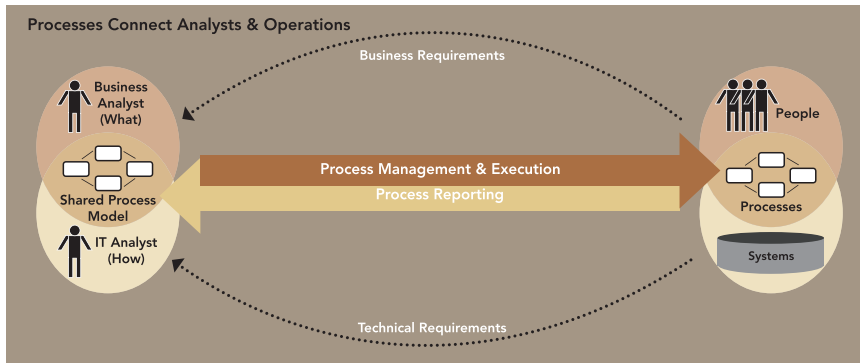 Processes Connect Analysts & Operations
Business Requirements
Business
Analyst
(What)
People
Process Management & Execution
Process Reporting
Shared Process
Model
Processes
IT Analyst
(How)
Systems
Technical Requirements